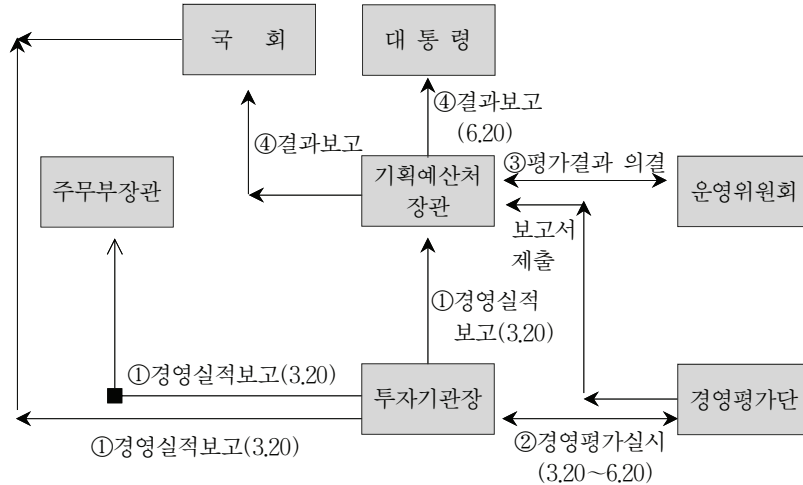 국 회
대 통 령
④결과보고
(6.20)
④결과보고
③평가결과 의결
주무부장관
기획예산처
장관
운영위원회
보고서
제출
①경영실적
보고(3.20)
①경영실적보고(3.20)
투자기관장
경영평가단
①경영실적보고(3.20)
②경영평가실시
(3.20～6.20)